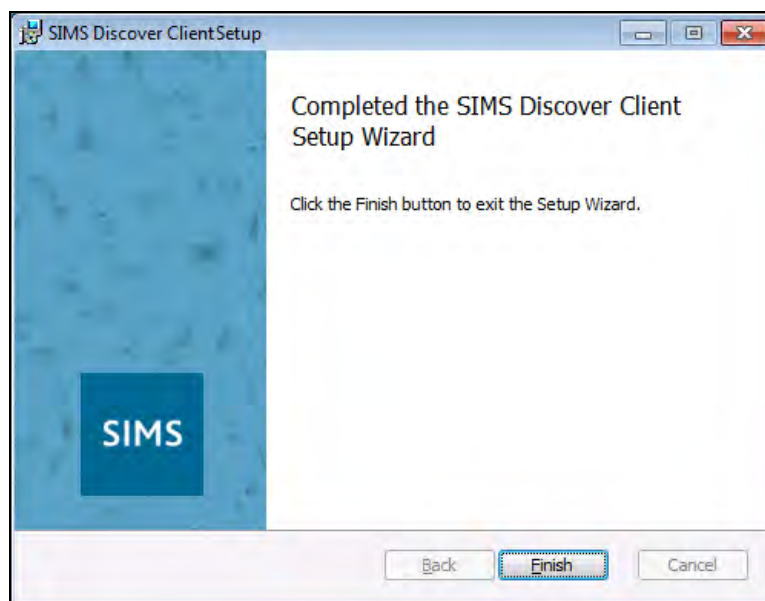 SIMS Discover ClientSetup
Completed the SIMS Discover Client
Setup Wizard
Click the Finish button to exit the Setup Wizard.
SIMS
Back Finish Cancel